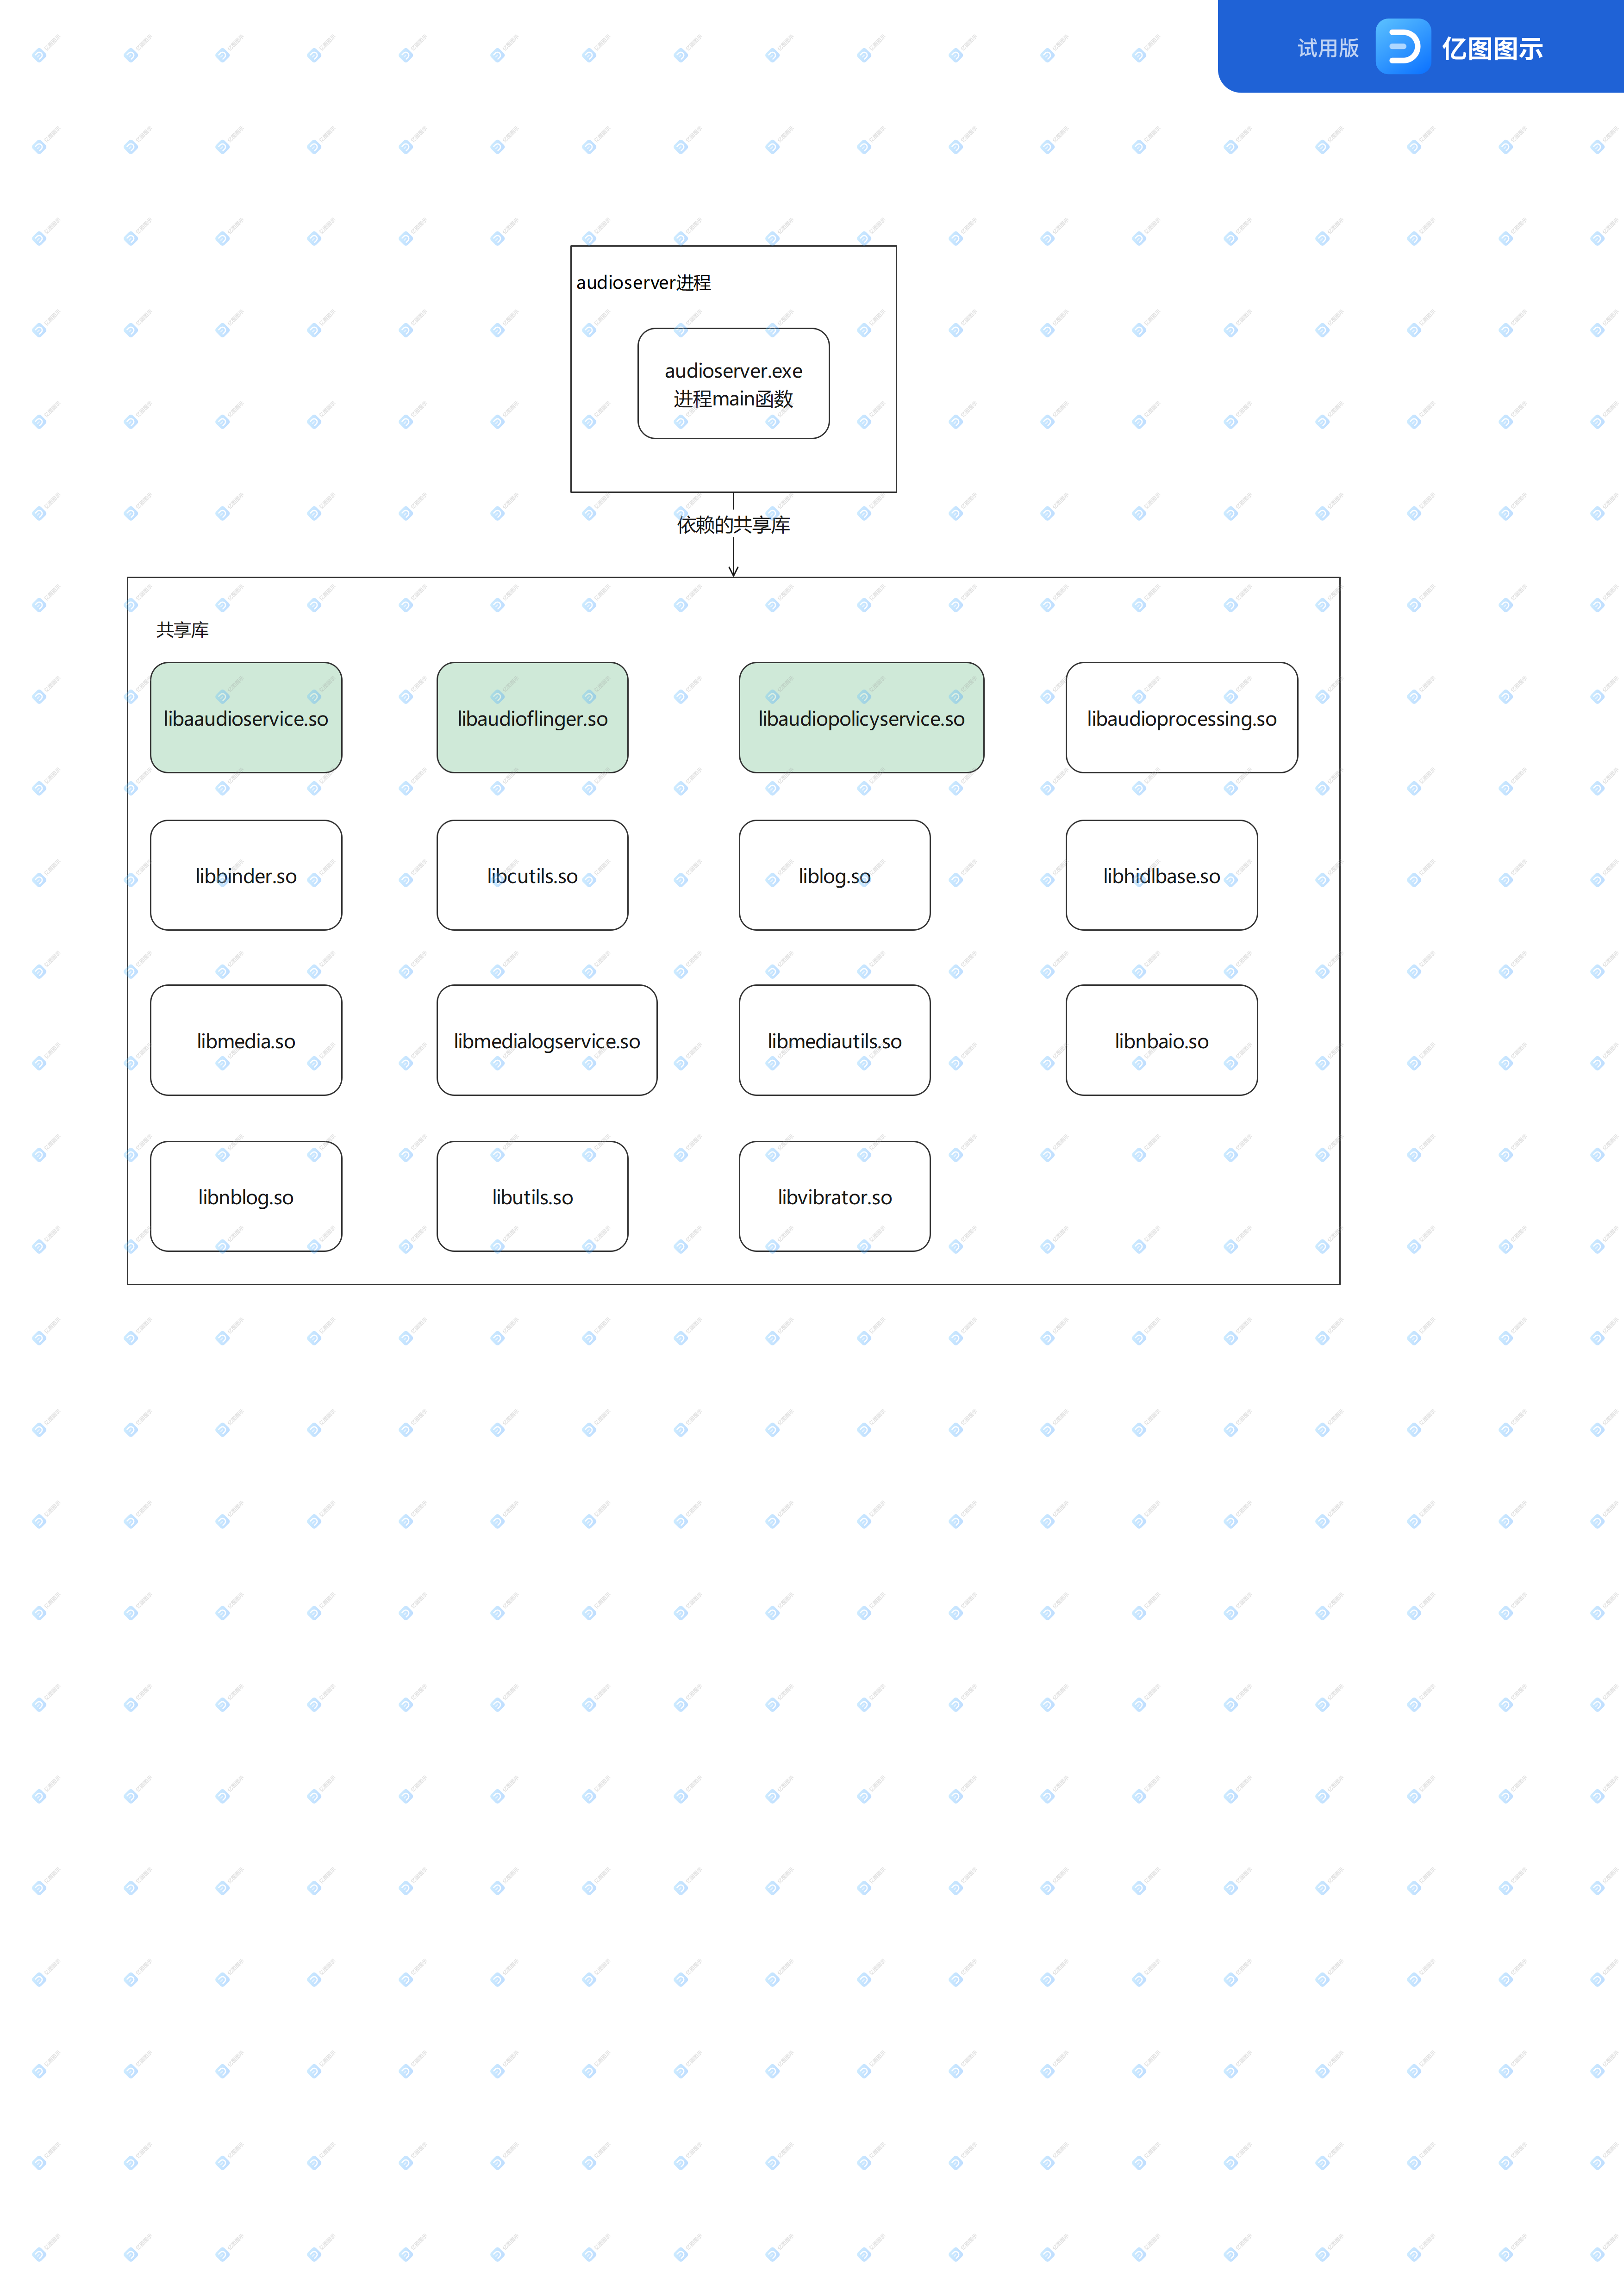 试用版 亿图图示
audioserver进程
audioserver.exe
进程main函数
依赖的共享库
共享库
libaaudioservice.so libaudioflinger.so libaudiopolicyservice.so libaudioprocessing.so
libbinder.so libcutils.so liblog.so libhidlbase.so
libmedia.so libmedialogservice.so libmediautils.so libnbaio.so
libnblog.so libutils.so libvibrator.so